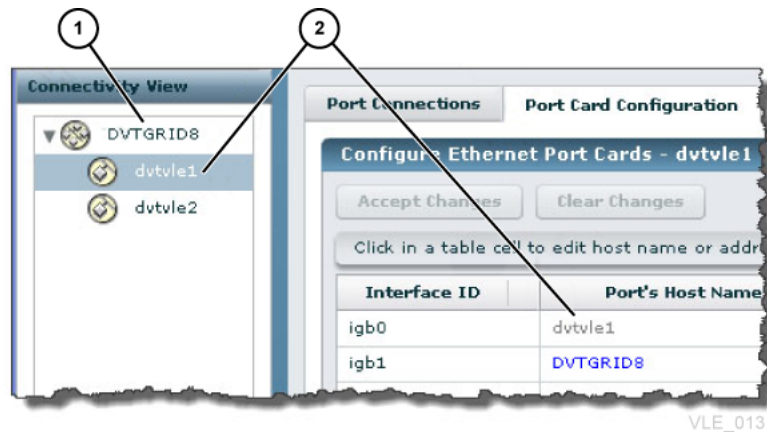 1
2
Connectivity View
DVTGRID8
dvtvle1
dvtvle2
Port Connections
Port Card Configuration
Configure Ethernet Port Cards - dvtvle1
Accept Changes
Clear Changes
Click in a table cell to edit host name or addr
Interface ID
Port's Host Name
igb0
dvtvle1
igb1
DVTGRID8
VLE_013